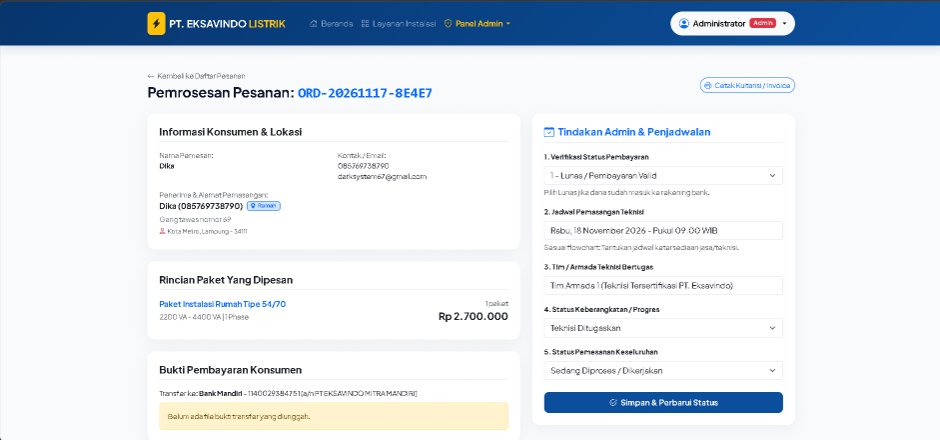 PT. EKSAVINDO LISTRIK
Beranda Layanan Instalasi Panel Admin
Administrator Admin
← Kembali ke Daftar Pesanan
Pemrosesan Pesanan: ORD-20261117-8E4E7
Cetak Kuitansi / Invoice
Informasi Konsumen & Lokasi
Nama Pemesan:
Dika
Kontak / Email:
085769738790
darksystem67@gmail.com
Penerima & Alamat Pemasangan:
Dika (085769738790) Rumah
Gang tawas nomor 69
Kota Metro, Lampung - 34111
Rincian Paket Yang Dipesan
Paket Instalasi Rumah Tipe 54/70
2200 VA - 4400 VA | 1 Phase
1 paket
Rp 2.700.000
Bukti Pembayaran Konsumen
Transfer ke: Bank Mandiri - 1140029384751 (a/n PT EKSAVINDO MITRA MANDIRI)
Belum ada file bukti transfer yang diunggah.
Tindakan Admin & Penjadwalan
1. Verifikasi Status Pembayaran
1 - Lunas / Pembayaran Valid
Pilih Lunas jika dana sudah masuk ke rekening bank.
2. Jadwal Pemasangan Teknisi
Rabu, 18 November 2026 - Pukul 09.00 WIB
Sesuai flowchart: Tentukan jadwal ketersediaan jasa/teknisi.
3. Tim / Armada Teknisi Bertugas
Tim Armada 1 (Teknisi Tersertifikasi PT. Eksavindo)
4. Status Keberangkatan / Progres
Teknisi Ditugaskan
5. Status Pemesanan Keseluruhan
Sedang Diproses / Dikerjakan
Simpan & Perbarui Status